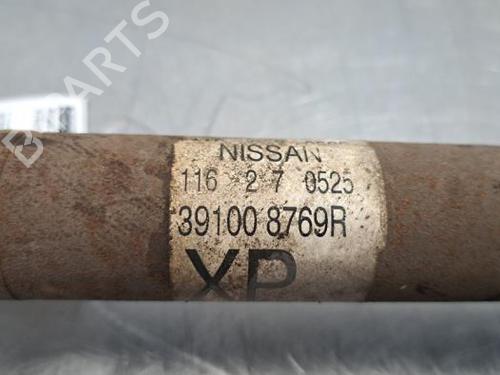 B PARTS
NISSAN
116 2 7 0525
39100 8769R
XP